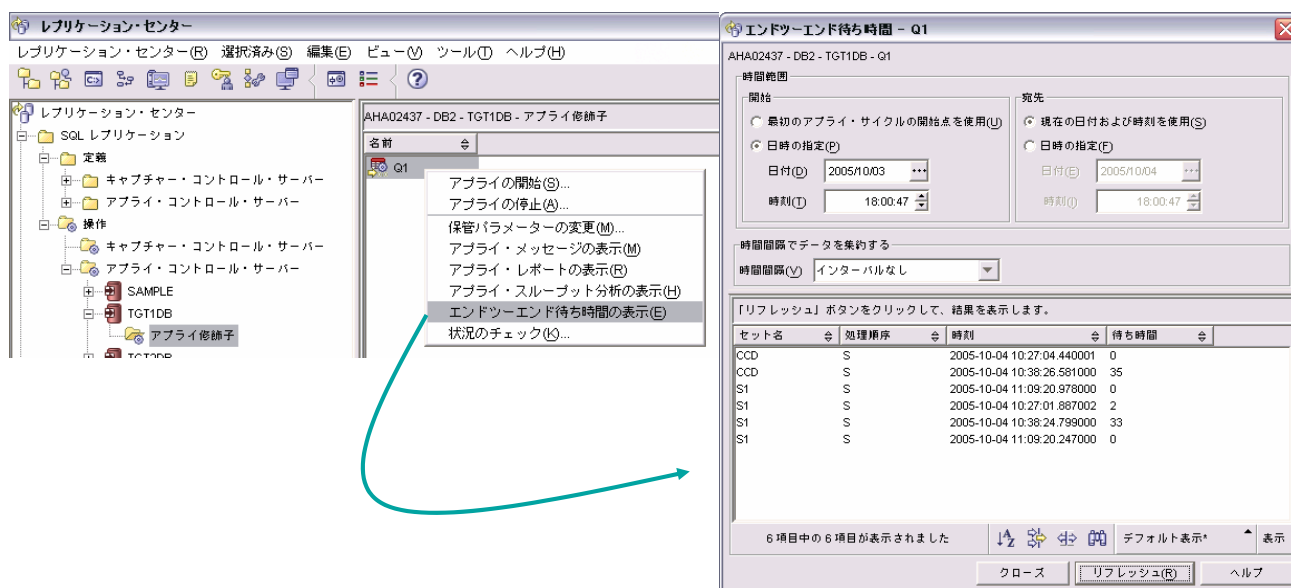 レプリケーション・センター
レプリケーション・センター(R) 選択済み(S) 編集(E) ビュー(V) ツール(T) ヘルプ(H)
レプリケーション・センター
SQL レプリケーション
定義
キャプチャー・コントロール・サーバー
アプライ・コントロール・サーバー
操作
キャプチャー・コントロール・サーバー
アプライ・コントロール・サーバー
SAMPLE
TGT1DB
アプライ修飾子
AHA02437 - DB2 - TGT1DB - アプライ修飾子
名前
Q1
アプライの開始(S)...
アプライの停止(A)...
保管パラメーターの変更(M)...
アプライ・メッセージの表示(M)
アプライ・レポートの表示(R)
アプライ・スループット分析の表示(H)
エンドツーエンド待ち時間の表示(E)
状況のチェック(K)...
エンドツーエンド待ち時間 - Q1
AHA02437 - DB2 - TGT1DB - Q1
時間範囲
開始
最初のアプライ・サイクルの開始点を使用(U)
日時の指定(P)
日付(D) 2005/10/03 ...
時刻(T) 18:00:47
宛先
現在の日付および時刻を使用(S)
日時の指定(F)
日付(E) 2005/10/04 ...
時刻(I) 18:00:47
時間間隔でデータを集約する
時間間隔(V) インターバルなし
「リフレッシュ」ボタンをクリックして、結果を表示します。
セット名 処理順序 時刻 待ち時間
CCD S 2005-10-04 10:27:04.440001 0
CCD S 2005-10-04 10:38:26.581000 35
S1 S 2005-10-04 11:09:20.978000 0
S1 S 2005-10-04 10:27:01.887002 2
S1 S 2005-10-04 10:38:24.799000 33
S1 S 2005-10-04 11:09:20.247000 0
6 項目中の 6 項目が表示されました デフォルト表示* 表示
クローズ リフレッシュ(R) ヘルプ